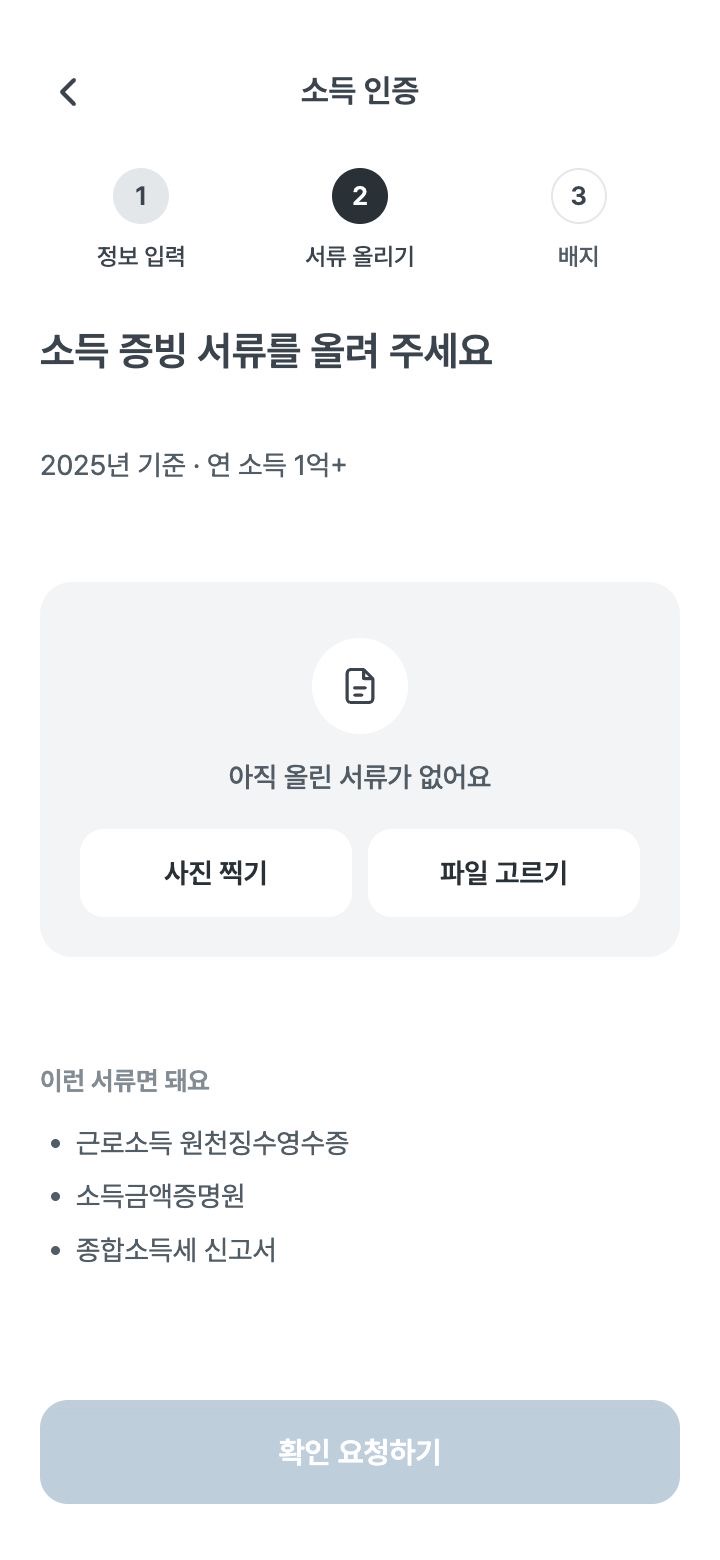 소득 인증
1
2
3
정보 입력
서류 올리기
배지
소득 증빙 서류를 올려 주세요
2025년 기준 · 연 소득 1억+
아직 올린 서류가 없어요
사진 찍기
파일 고르기
이런 서류면 돼요
• 근로소득 원천징수영수증
• 소득금액증명원
• 종합소득세 신고서
확인 요청하기